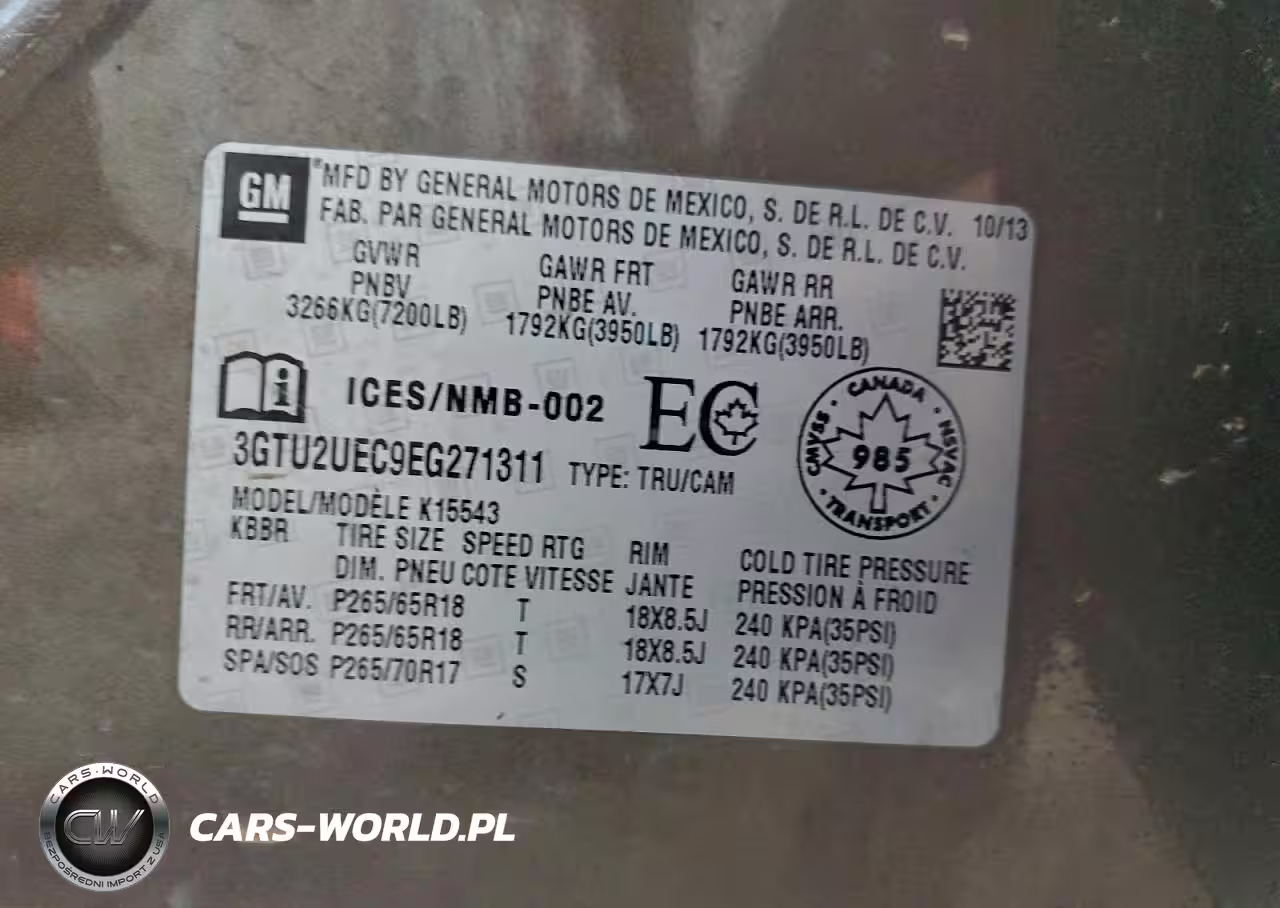 GM
®MFD BY GENERAL MOTORS DE MEXICO, S. DE R.L. DE C.V. 10/13
FAB. PAR GENERAL MOTORS DE MEXICO, S. DE R.L. DE C.V.
GVWR GAWR FRT GAWR RR
PNBV PNBE AV. PNBE ARR.
3266KG(7200LB) 1792KG(3950LB) 1792KG(3950LB)
i ICES/NMB-002 EC
CANADA · NSVAC · TRANSPORT · CMVSS ·
985
3GTU2UEC9EG271311 TYPE: TRU/CAM
MODEL/MODÈLE K15543
KBBR TIRE SIZE SPEED RTG RIM COLD TIRE PRESSURE
DIM. PNEU COTE VITESSE JANTE PRESSION À FROID
FRT/AV. P265/65R18 T 18X8.5J 240 KPA(35PSI)
RR/ARR. P265/65R18 T 18X8.5J 240 KPA(35PSI)
SPA/SOS P265/70R17 S 17X7J 240 KPA(35PSI)
CARS-WORLD
CW
BEZPOŚREDNI IMPORT Z USA
CARS-WORLD.PL